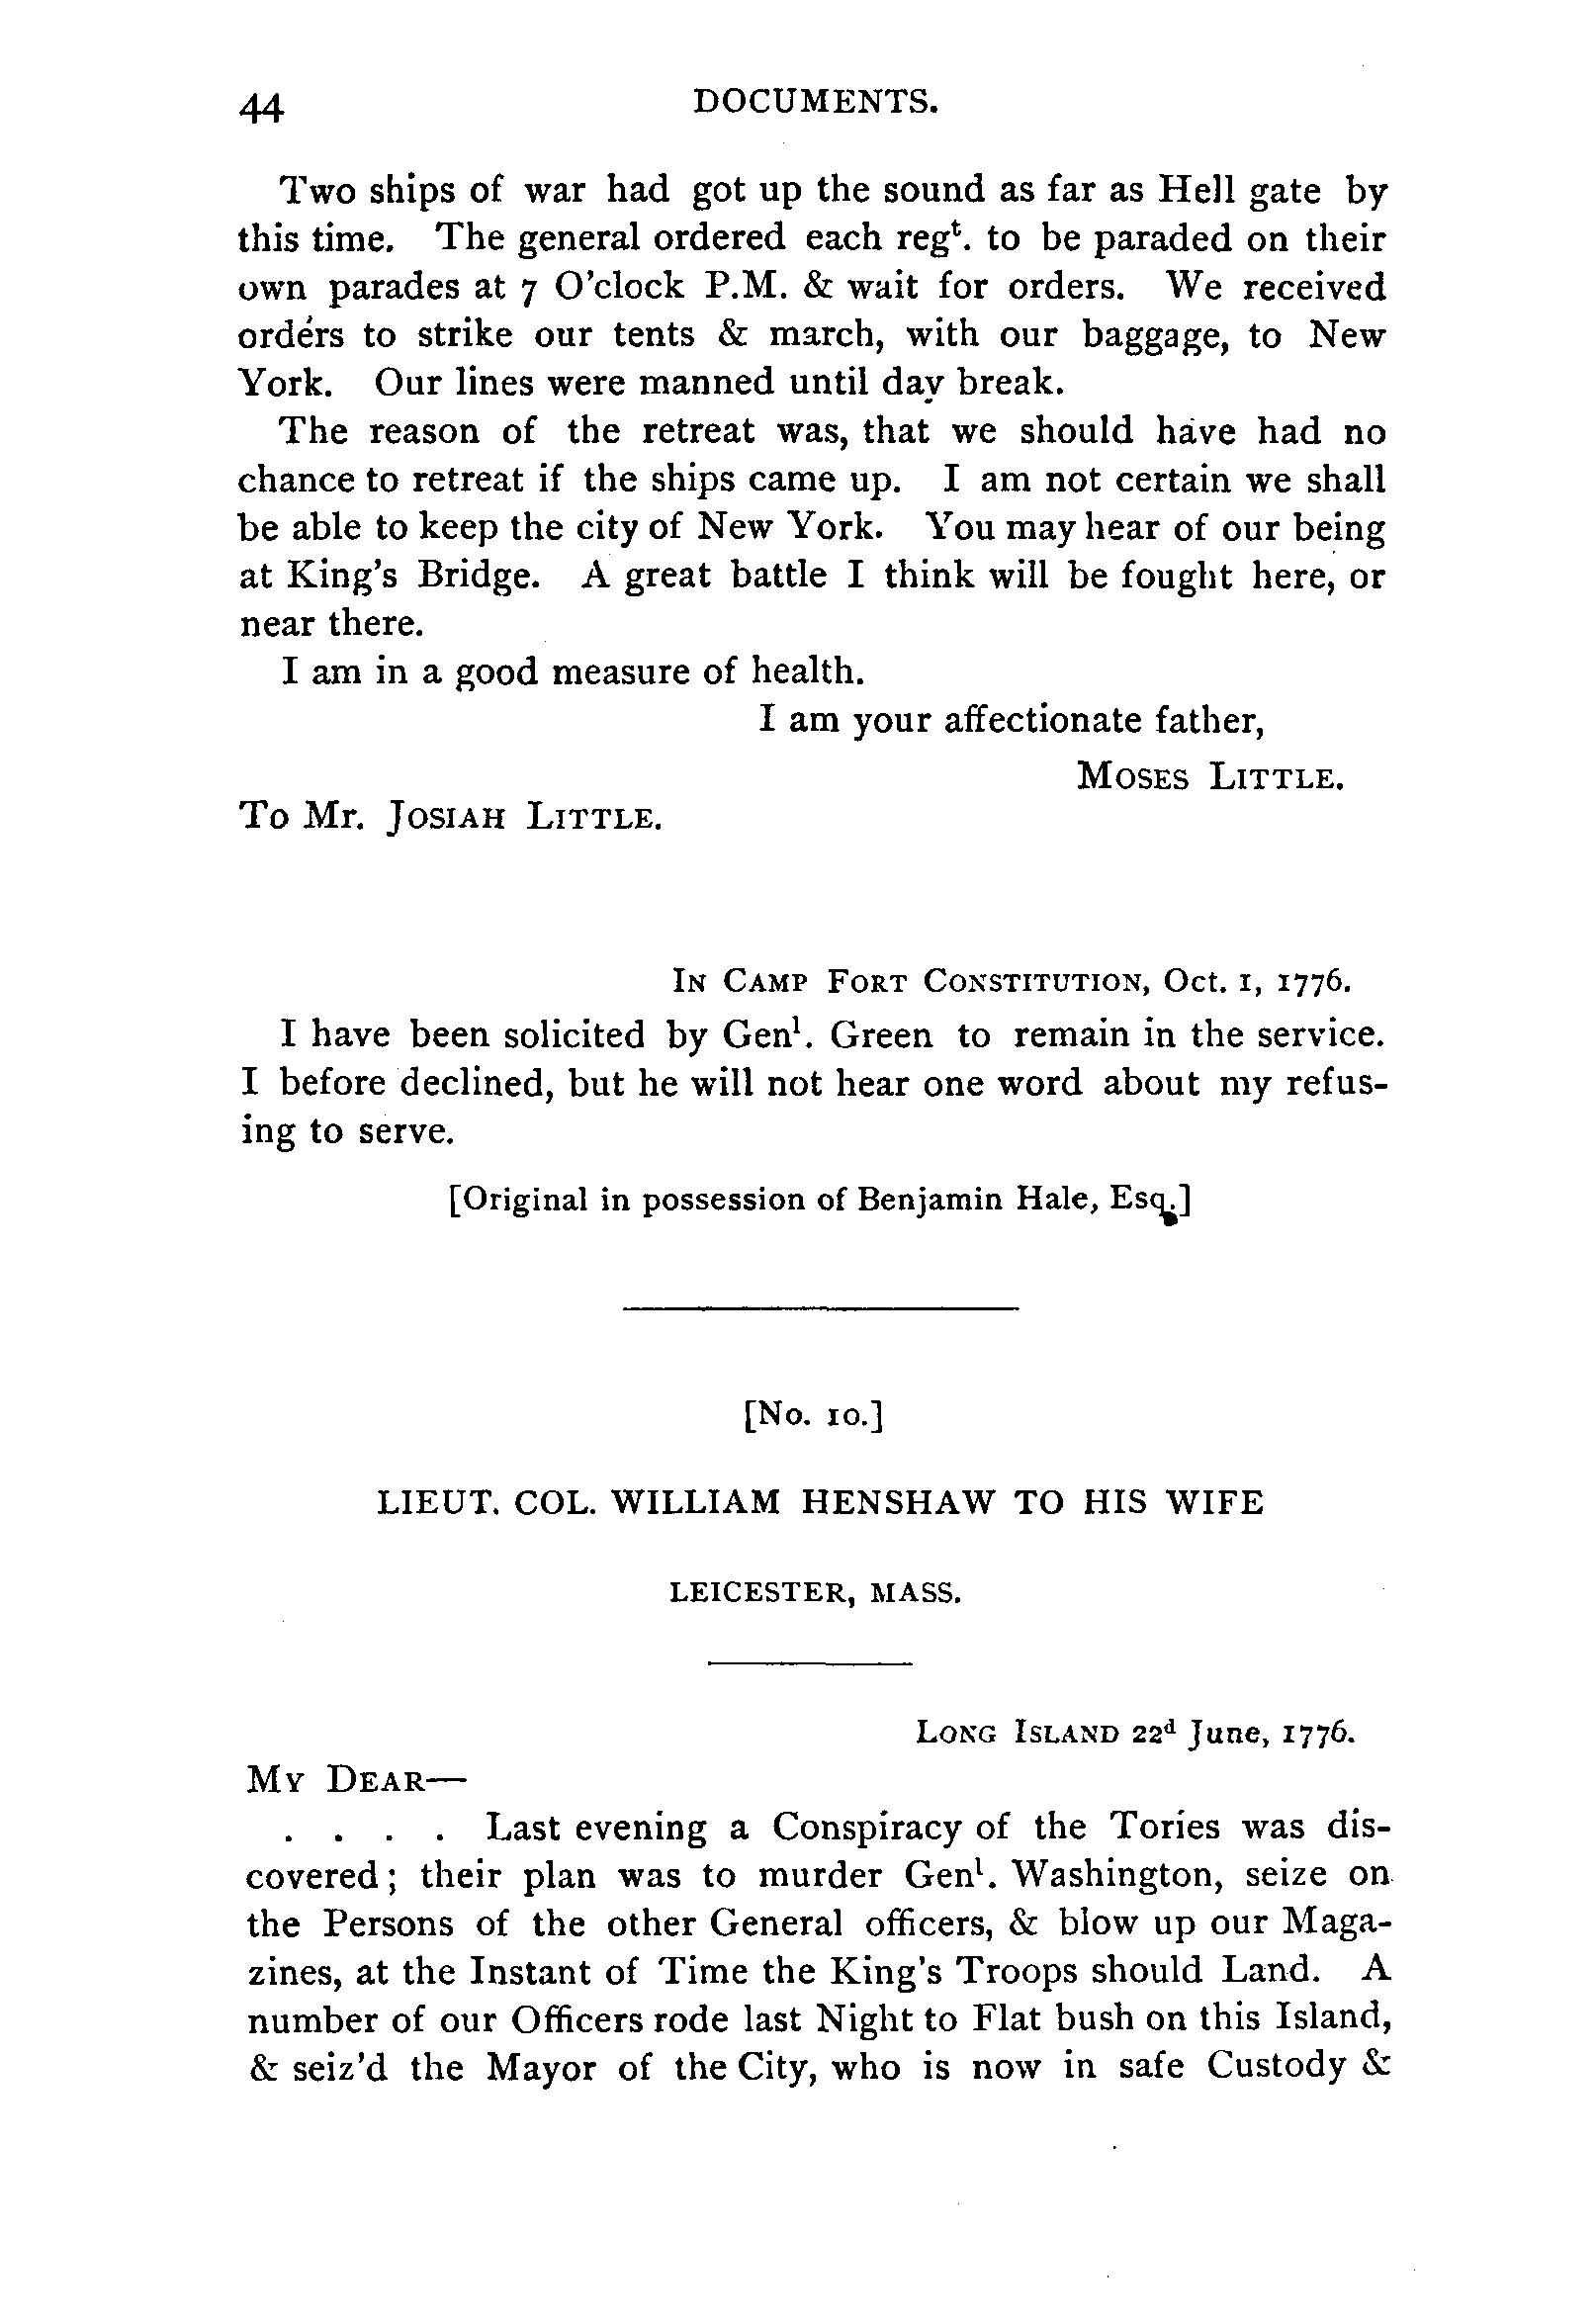 44 DOCUMENTS.
Two ships of war had got up the sound as far as Hell gate by
this time. The general ordered each regᵗ. to be paraded on their
own parades at 7 O'clock P.M. & wait for orders. We received
orders to strike our tents & march, with our baggage, to New
York. Our lines were manned until day break.
The reason of the retreat was, that we should have had no
chance to retreat if the ships came up. I am not certain we shall
be able to keep the city of New York. You may hear of our being
at King's Bridge. A great battle I think will be fought here, or
near there.
I am in a good measure of health.
I am your affectionate father,
MOSES LITTLE.
To Mr. JOSIAH LITTLE.
IN CAMP FORT CONSTITUTION, Oct. 1, 1776.
I have been solicited by Genˡ. Green to remain in the service.
I before declined, but he will not hear one word about my refus-
ing to serve.
[Original in possession of Benjamin Hale, Esq.]
[No. 10.]
LIEUT. COL. WILLIAM HENSHAW TO HIS WIFE
LEICESTER, MASS.
LONG ISLAND 22ᵈ June, 1776.
MY DEAR—
. . . . Last evening a Conspiracy of the Tories was dis-
covered; their plan was to murder Genˡ. Washington, seize on
the Persons of the other General officers, & blow up our Maga-
zines, at the Instant of Time the King's Troops should Land. A
number of our Officers rode last Night to Flat bush on this Island,
& seiz'd the Mayor of the City, who is now in safe Custody &